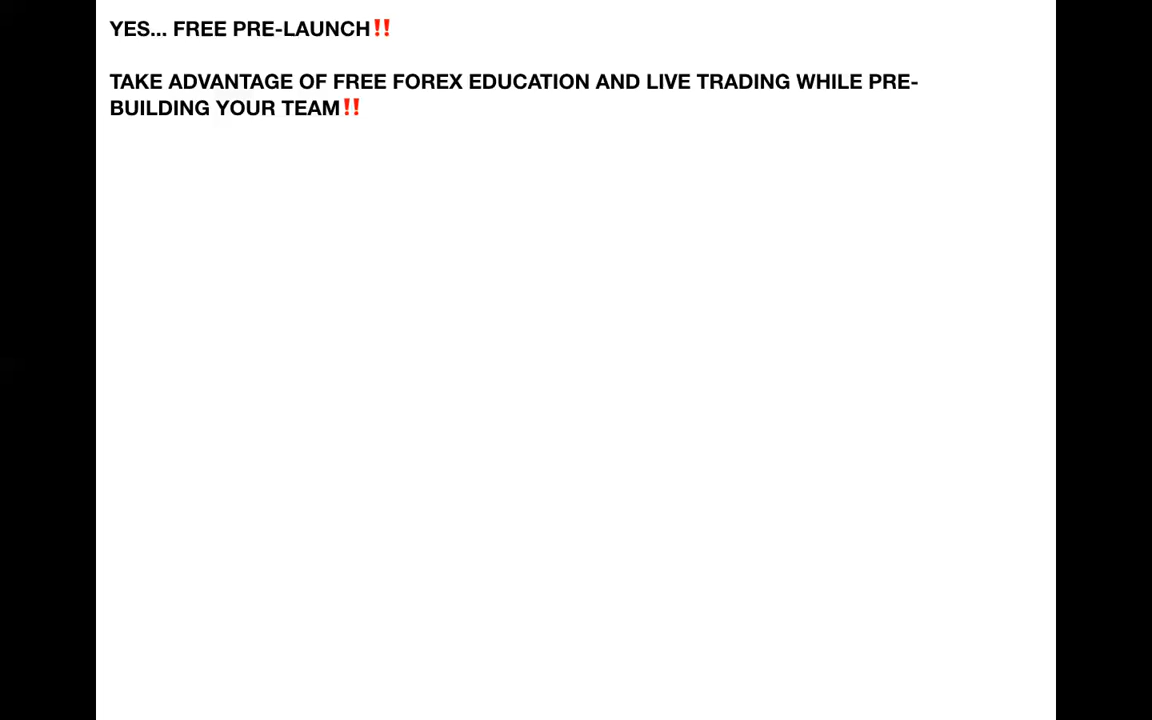 YES... FREE PRE-LAUNCH‼️
TAKE ADVANTAGE OF FREE FOREX EDUCATION AND LIVE TRADING WHILE PRE-
BUILDING YOUR TEAM‼️